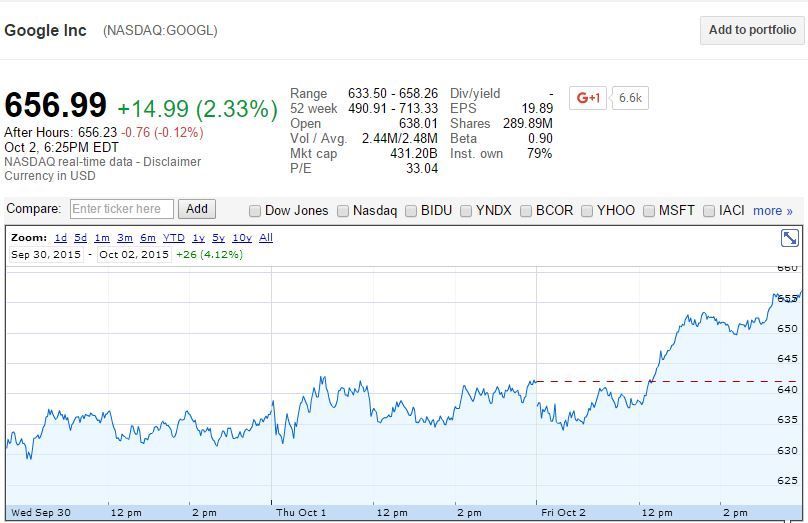 Google Inc (NASDAQ:GOOGL)
Add to portfolio
656.99 +14.99 (2.33%)
After Hours: 656.23 -0.76 (-0.12%)
Oct 2, 6:25PM EDT
NASDAQ real-time data - Disclaimer
Currency in USD
Range 633.50 - 658.26
52 week 490.91 - 713.33
Open 638.01
Vol / Avg. 2.44M/2.48M
Mkt cap 431.20B
P/E 33.04
Div/yield -
EPS 19.89
Shares 289.89M
Beta 0.90
Inst. own 79%
G+1 6.6k
Compare: Enter ticker here Add Dow Jones Nasdaq BIDU YNDX BCOR YHOO MSFT IACI more »
Zoom: 1d 5d 1m 3m 6m YTD 1y 5y 10y All
Sep 30, 2015 - Oct 02, 2015 +26 (4.12%)
660
655
650
645
640
635
630
625
Wed Sep 30 12 pm 2 pm Thu Oct 1 12 pm 2 pm Fri Oct 2 12 pm 2 pm